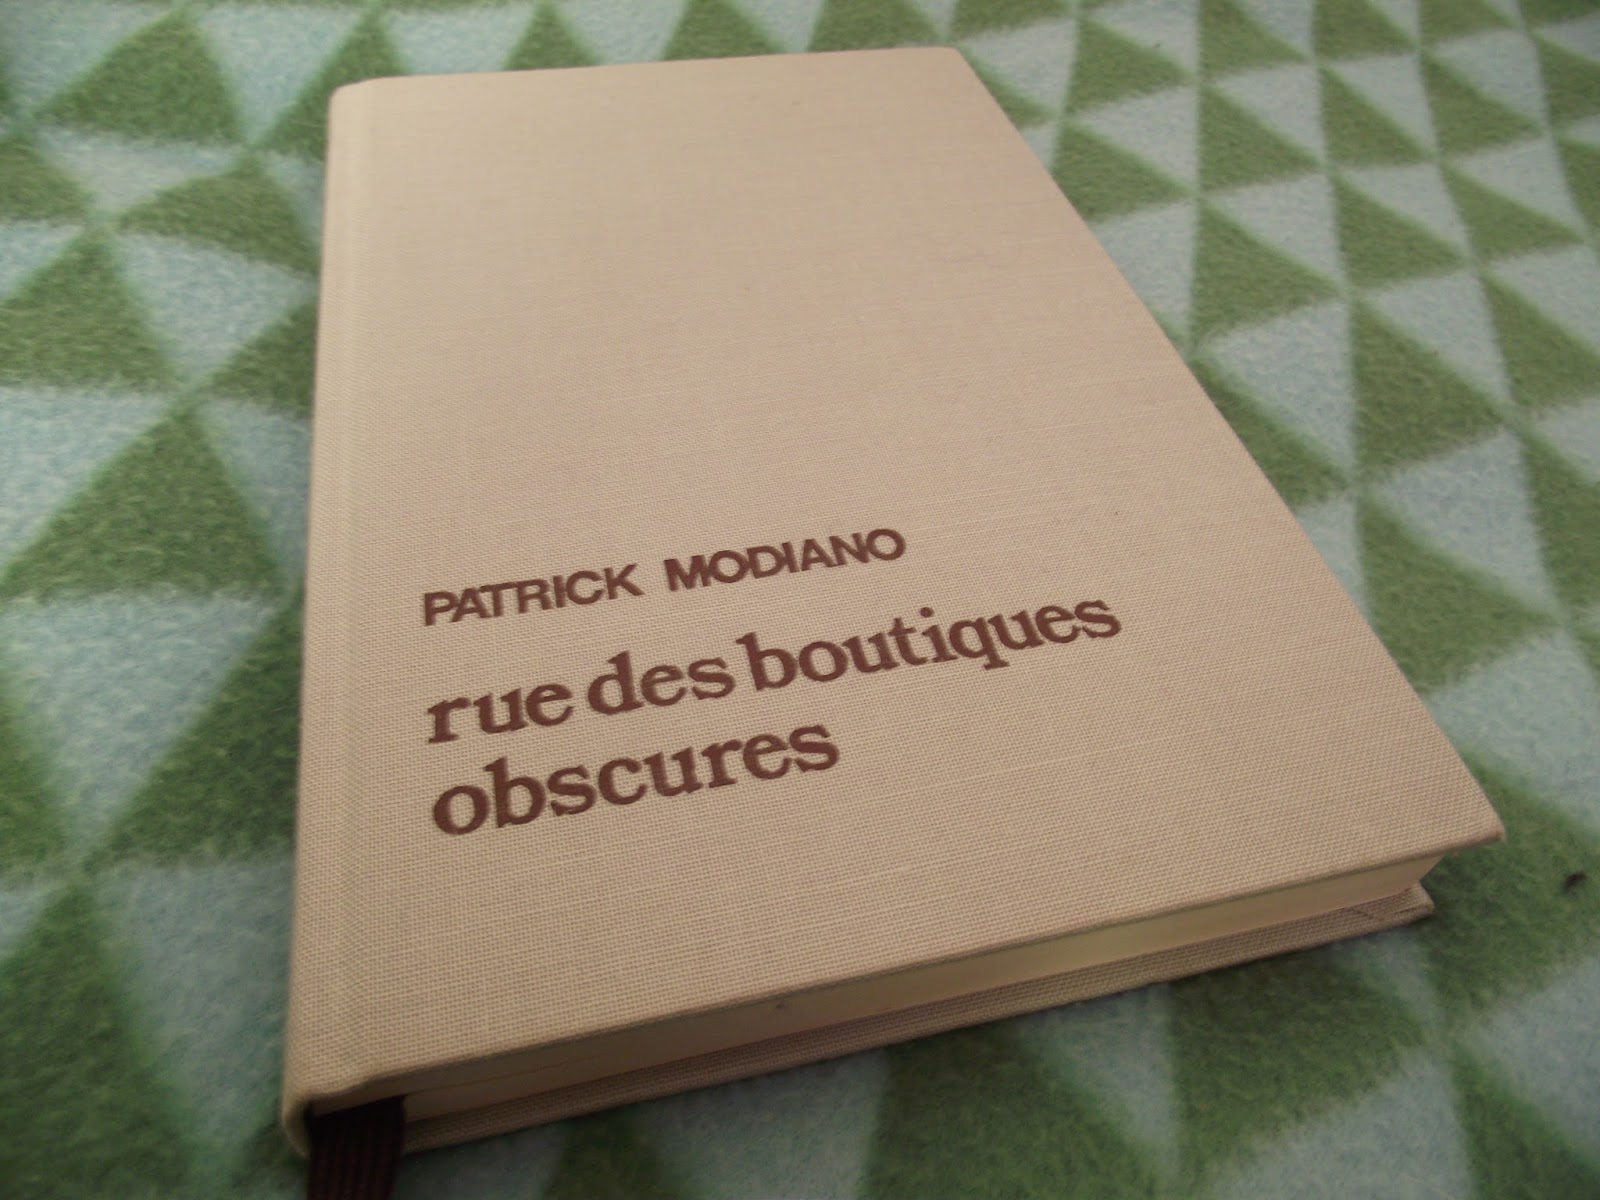 PATRICK MODIANO
rue des boutiques
obscures